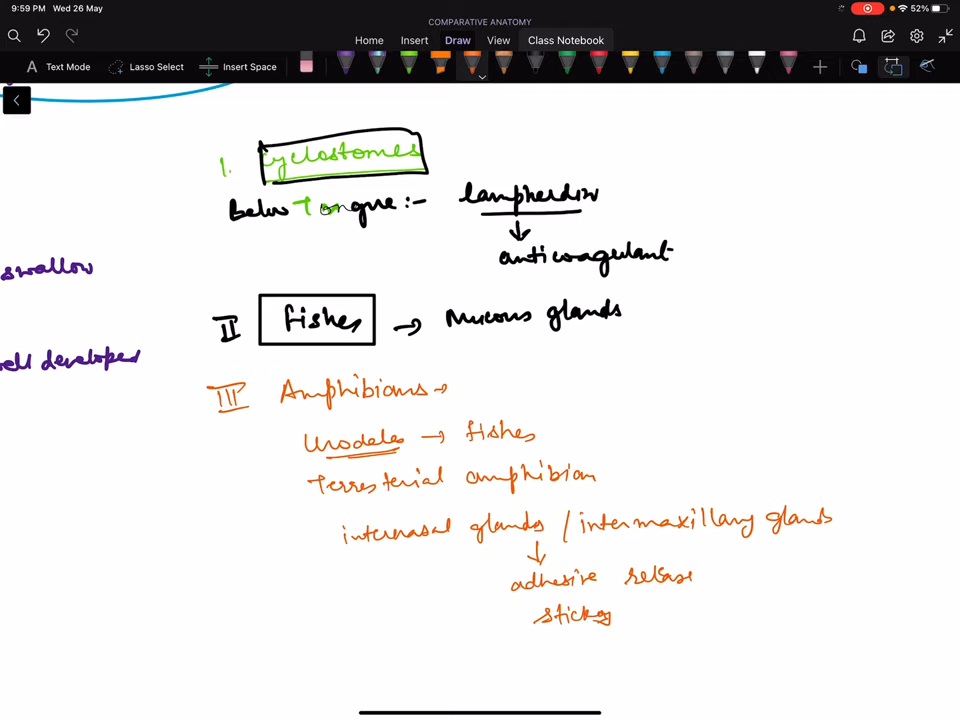 9:59 PM Wed 26 May 52%
COMPARATIVE ANATOMY
Home Insert Draw View Class Notebook
Text Mode Lasso Select Insert Space
I. Cyclostomes
Below Tongue :- lampherdin
↓
anticoagulant
swallow
II Fishes → Mucous glands
well developed
III Amphibians →
Urodeles → fishes
Terresterial amphibian
internasal glands / intermaxillary glands
↓
adhesive release
sticky